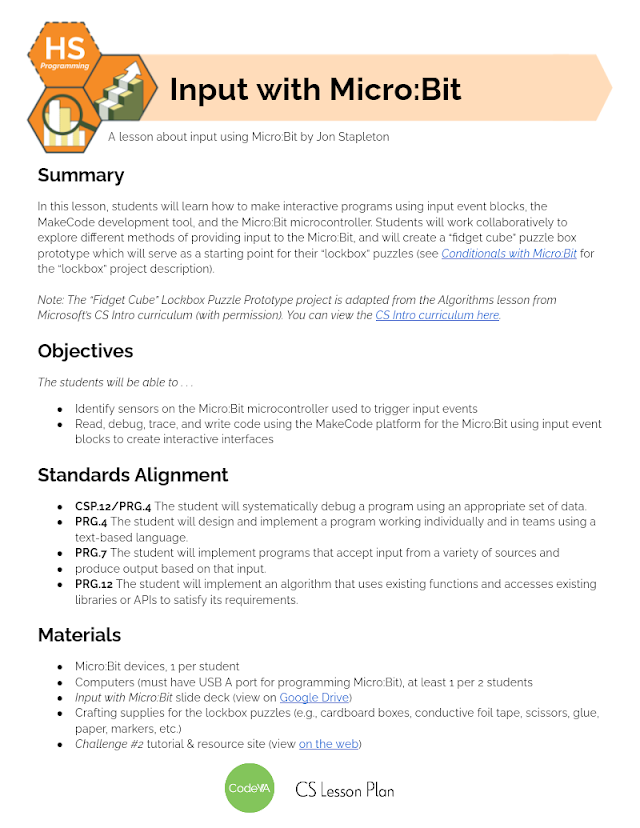 HS
Programming
Input with Micro:Bit
A lesson about input using Micro:Bit by Jon Stapleton
Summary
In this lesson, students will learn how to make interactive programs using input event blocks, the
MakeCode development tool, and the Micro:Bit microcontroller. Students will work collaboratively to
explore different methods of providing input to the Micro:Bit, and will create a “fidget cube” puzzle box
prototype which will serve as a starting point for their “lockbox” puzzles (see Conditionals with Micro:Bit for
the “lockbox” project description).
Note: The “Fidget Cube” Lockbox Puzzle Prototype project is adapted from the Algorithms lesson from
Microsoft’s CS Intro curriculum (with permission). You can view the CS Intro curriculum here.
Objectives
The students will be able to . . .
● Identify sensors on the Micro:Bit microcontroller used to trigger input events
● Read, debug, trace, and write code using the MakeCode platform for the Micro:Bit using input event
blocks to create interactive interfaces
Standards Alignment
● CSP.12/PRG.4 The student will systematically debug a program using an appropriate set of data.
● PRG.4 The student will design and implement a program working individually and in teams using a
text-based language.
● PRG.7 The student will implement programs that accept input from a variety of sources and
● produce output based on that input.
● PRG.12 The student will implement an algorithm that uses existing functions and accesses existing
libraries or APIs to satisfy its requirements.
Materials
● Micro:Bit devices, 1 per student
● Computers (must have USB A port for programming Micro:Bit), at least 1 per 2 students
● Input with Micro:Bit slide deck (view on Google Drive)
● Crafting supplies for the lockbox puzzles (e.g., cardboard boxes, conductive foil tape, scissors, glue,
paper, markers, etc.)
● Challenge #2 tutorial & resource site (view on the web)
CodeVA
CS Lesson Plan